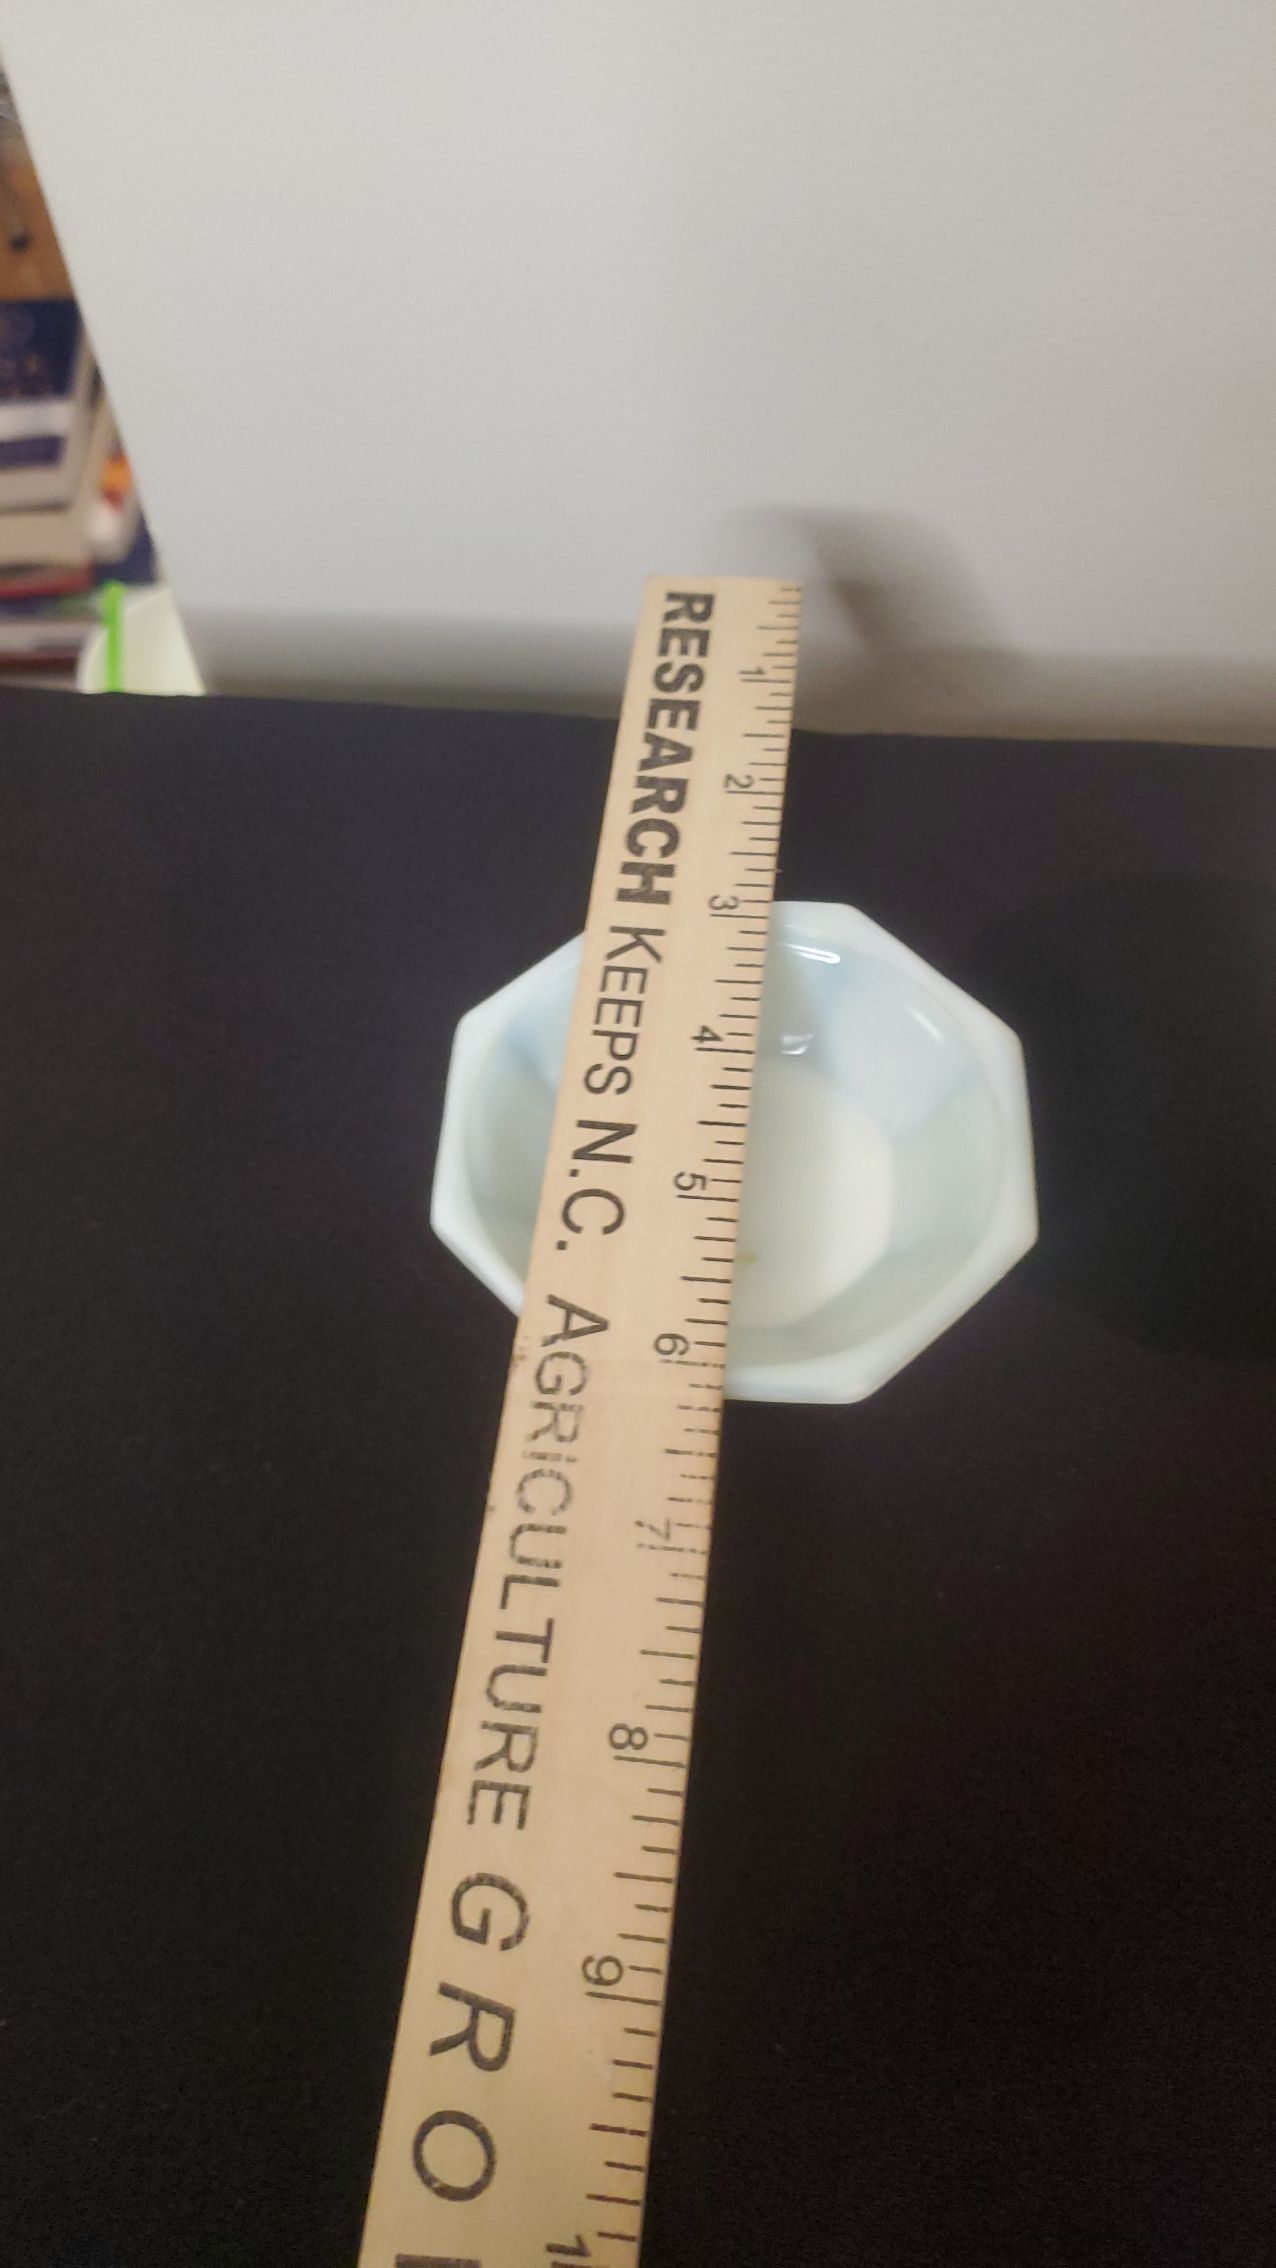 RESEARCH KEEPS N.C. AGRICULTURE GRO
1 2 3 4 5 6 7 8 9